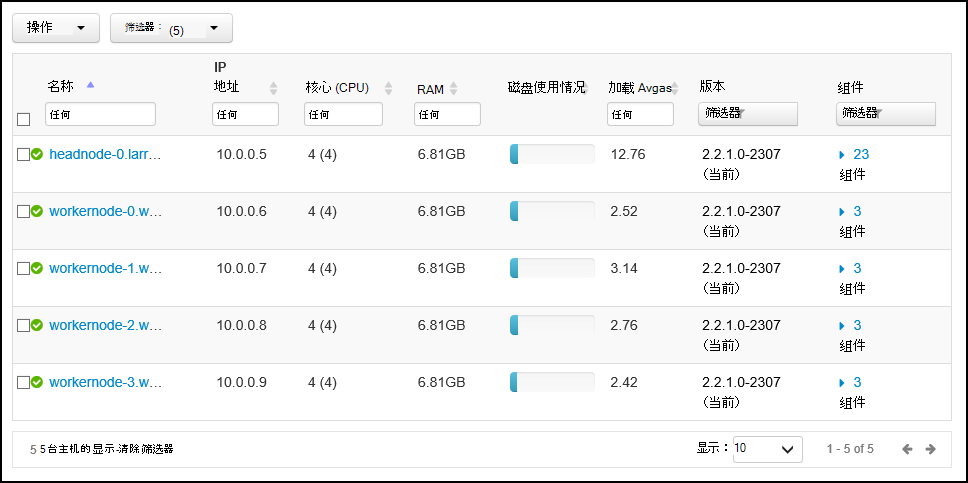 操作 筛选器： (5)
名称 IP 地址 核心 (CPU) RAM 磁盘使用情况 加载 Avgas 版本 组件
任何 任何 任何 任何 任何 筛选器 筛选器
headnode-0.larr... 10.0.0.5 4 (4) 6.81GB 12.76 2.2.1.0-2307 23
(当前) 组件
workernode-0.w... 10.0.0.6 4 (4) 6.81GB 2.52 2.2.1.0-2307 3
(当前) 组件
workernode-1.w... 10.0.0.7 4 (4) 6.81GB 3.14 2.2.1.0-2307 3
(当前) 组件
workernode-2.w... 10.0.0.8 4 (4) 6.81GB 2.76 2.2.1.0-2307 3
(当前) 组件
workernode-3.w... 10.0.0.9 4 (4) 6.81GB 2.42 2.2.1.0-2307 3
(当前) 组件
5 5台主机的显示-清除筛选器 显示： 10 1 - 5 of 5